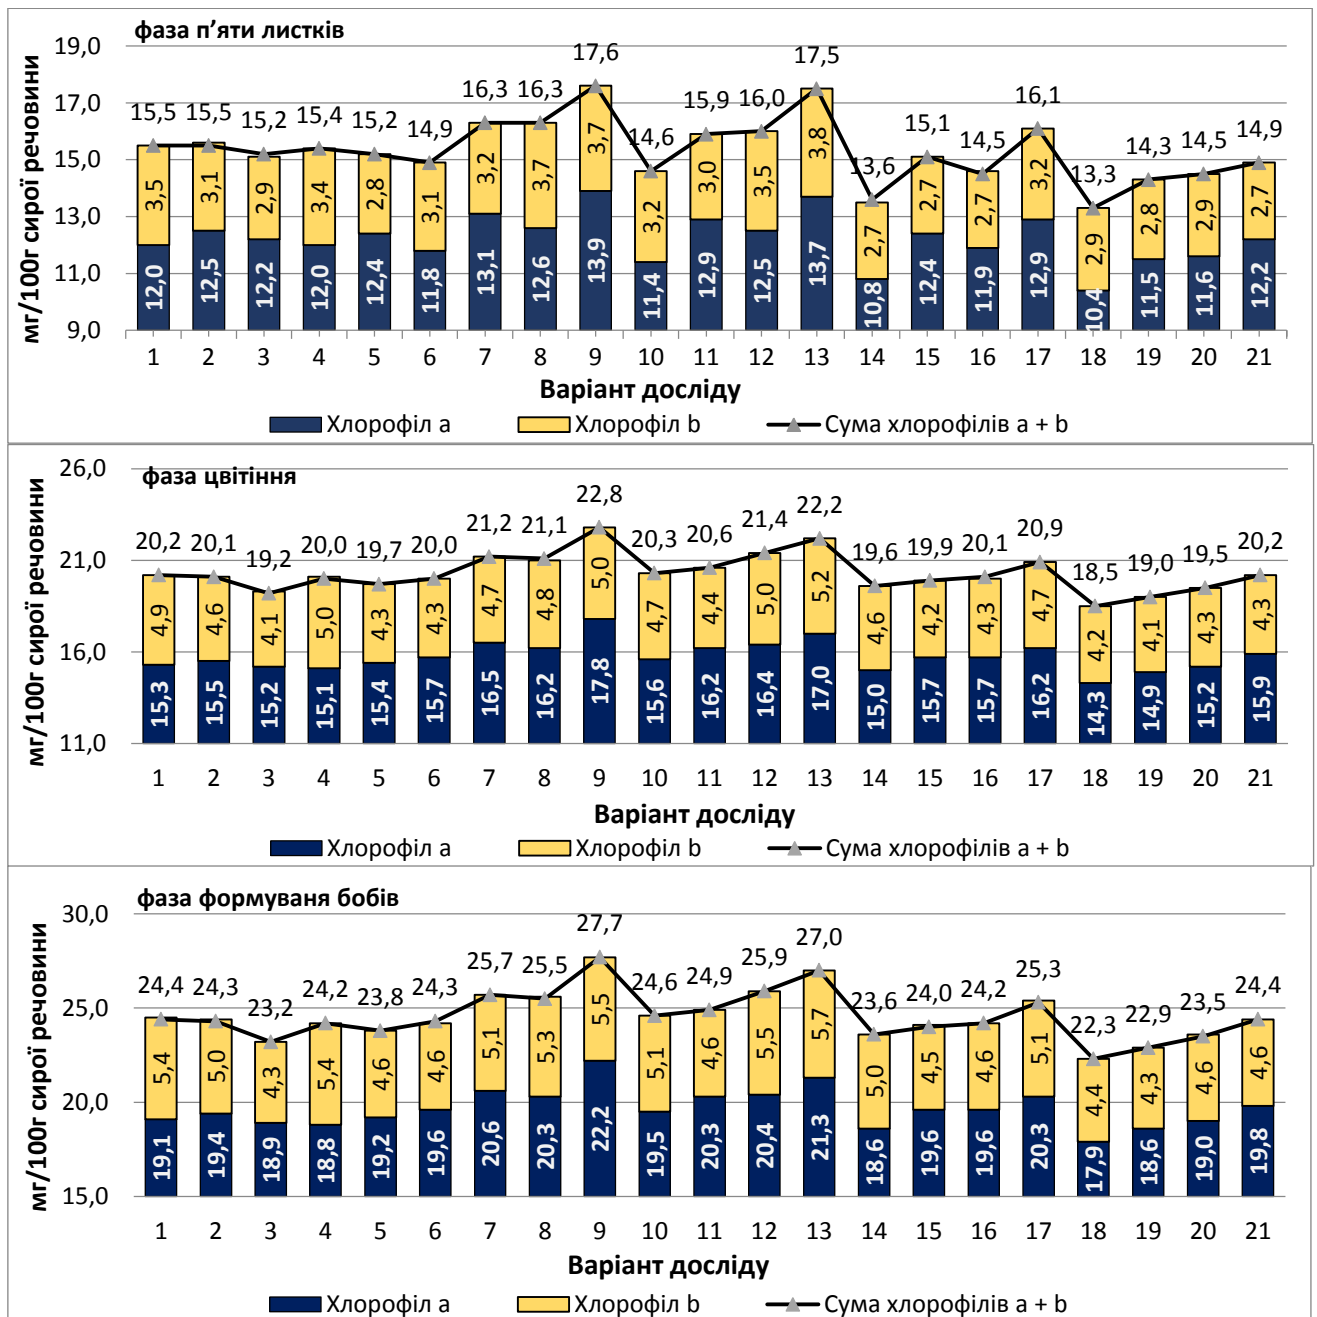 фаза п’яти листків
мг/100г сирої речовини
19,0
17,0
15,0
13,0
11,0
9,0
15,5 15,5 15,2 15,4 15,2 14,9 16,3 16,3 17,6 14,6 15,9 16,0 17,5 13,6 15,1 14,5 16,1 13,3 14,3 14,5 14,9
3,5 3,1 2,9 3,4 2,8 3,1 3,2 3,7 3,7 3,2 3,0 3,5 3,8 2,7 2,7 2,7 3,2 2,9 2,8 2,9 2,7
12,0 12,5 12,2 12,0 12,4 11,8 13,1 12,6 13,9 11,4 12,9 12,5 13,7 10,8 12,4 11,9 12,9 10,4 11,5 11,6 12,2
1 2 3 4 5 6 7 8 9 10 11 12 13 14 15 16 17 18 19 20 21
Варіант досліду
Хлорофіл a Хлорофіл b Сума хлорофілів a + b
фаза цвітіння
мг/100г сирої речовини
26,0
21,0
16,0
11,0
20,2 20,1 19,2 20,0 19,7 20,0 21,2 21,1 22,8 20,3 20,6 21,4 22,2 19,6 19,9 20,1 20,9 18,5 19,0 19,5 20,2
4,9 4,6 4,1 5,0 4,3 4,3 4,7 4,8 5,0 4,7 4,4 5,0 5,2 4,6 4,2 4,3 4,7 4,2 4,1 4,3 4,3
15,3 15,5 15,2 15,1 15,4 15,7 16,5 16,2 17,8 15,6 16,2 16,4 17,0 15,0 15,7 15,7 16,2 14,3 14,9 15,2 15,9
1 2 3 4 5 6 7 8 9 10 11 12 13 14 15 16 17 18 19 20 21
Варіант досліду
Хлорофіл a Хлорофіл b Сума хлорофілів a + b
фаза формуваня бобів
мг/100г сирої речовини
30,0
25,0
20,0
15,0
24,4 24,3 23,2 24,2 23,8 24,3 25,7 25,5 27,7 24,6 24,9 25,9 27,0 23,6 24,0 24,2 25,3 22,3 22,9 23,5 24,4
5,4 5,0 4,3 5,4 4,6 4,6 5,1 5,3 5,5 5,1 4,6 5,5 5,7 5,0 4,5 4,6 5,1 4,4 4,3 4,6 4,6
19,1 19,4 18,9 18,8 19,2 19,6 20,6 20,3 22,2 19,5 20,3 20,4 21,3 18,6 19,6 19,6 20,3 17,9 18,6 19,0 19,8
1 2 3 4 5 6 7 8 9 10 11 12 13 14 15 16 17 18 19 20 21
Варіант досліду
Хлорофіл a Хлорофіл b Сума хлорофілів a + b